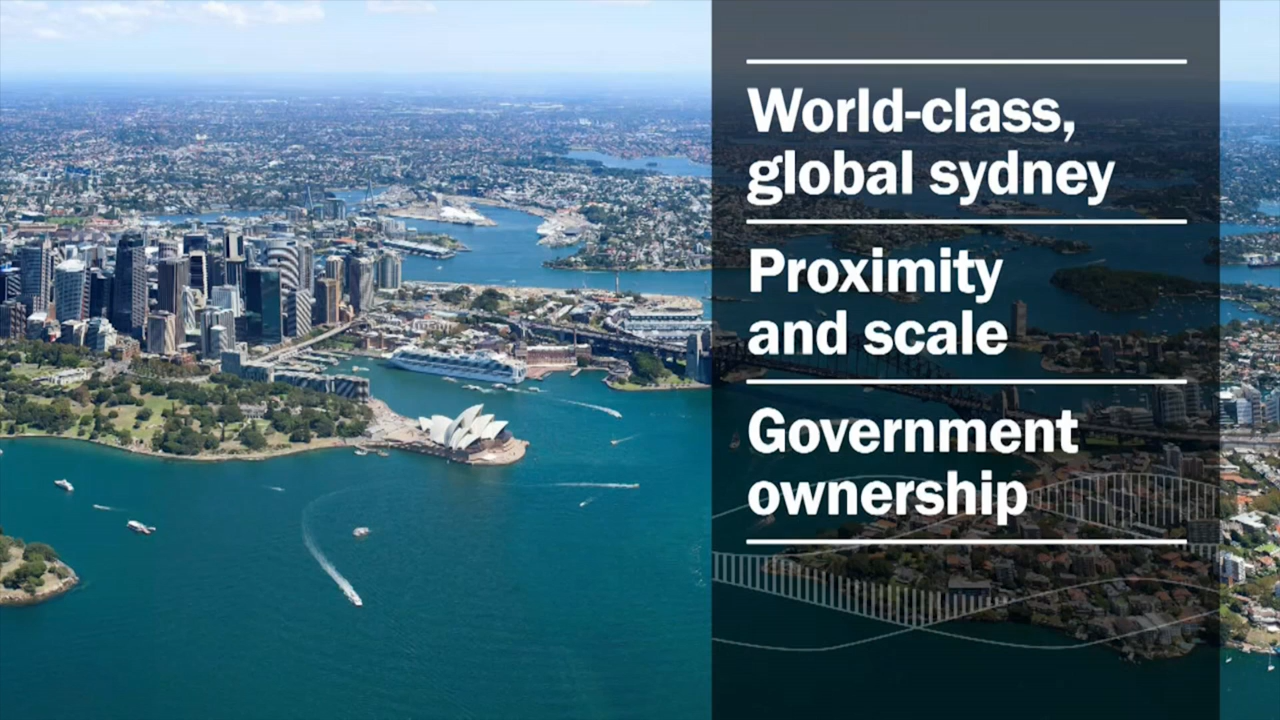 World-class,
global sydney
Proximity
and scale
Government
ownership